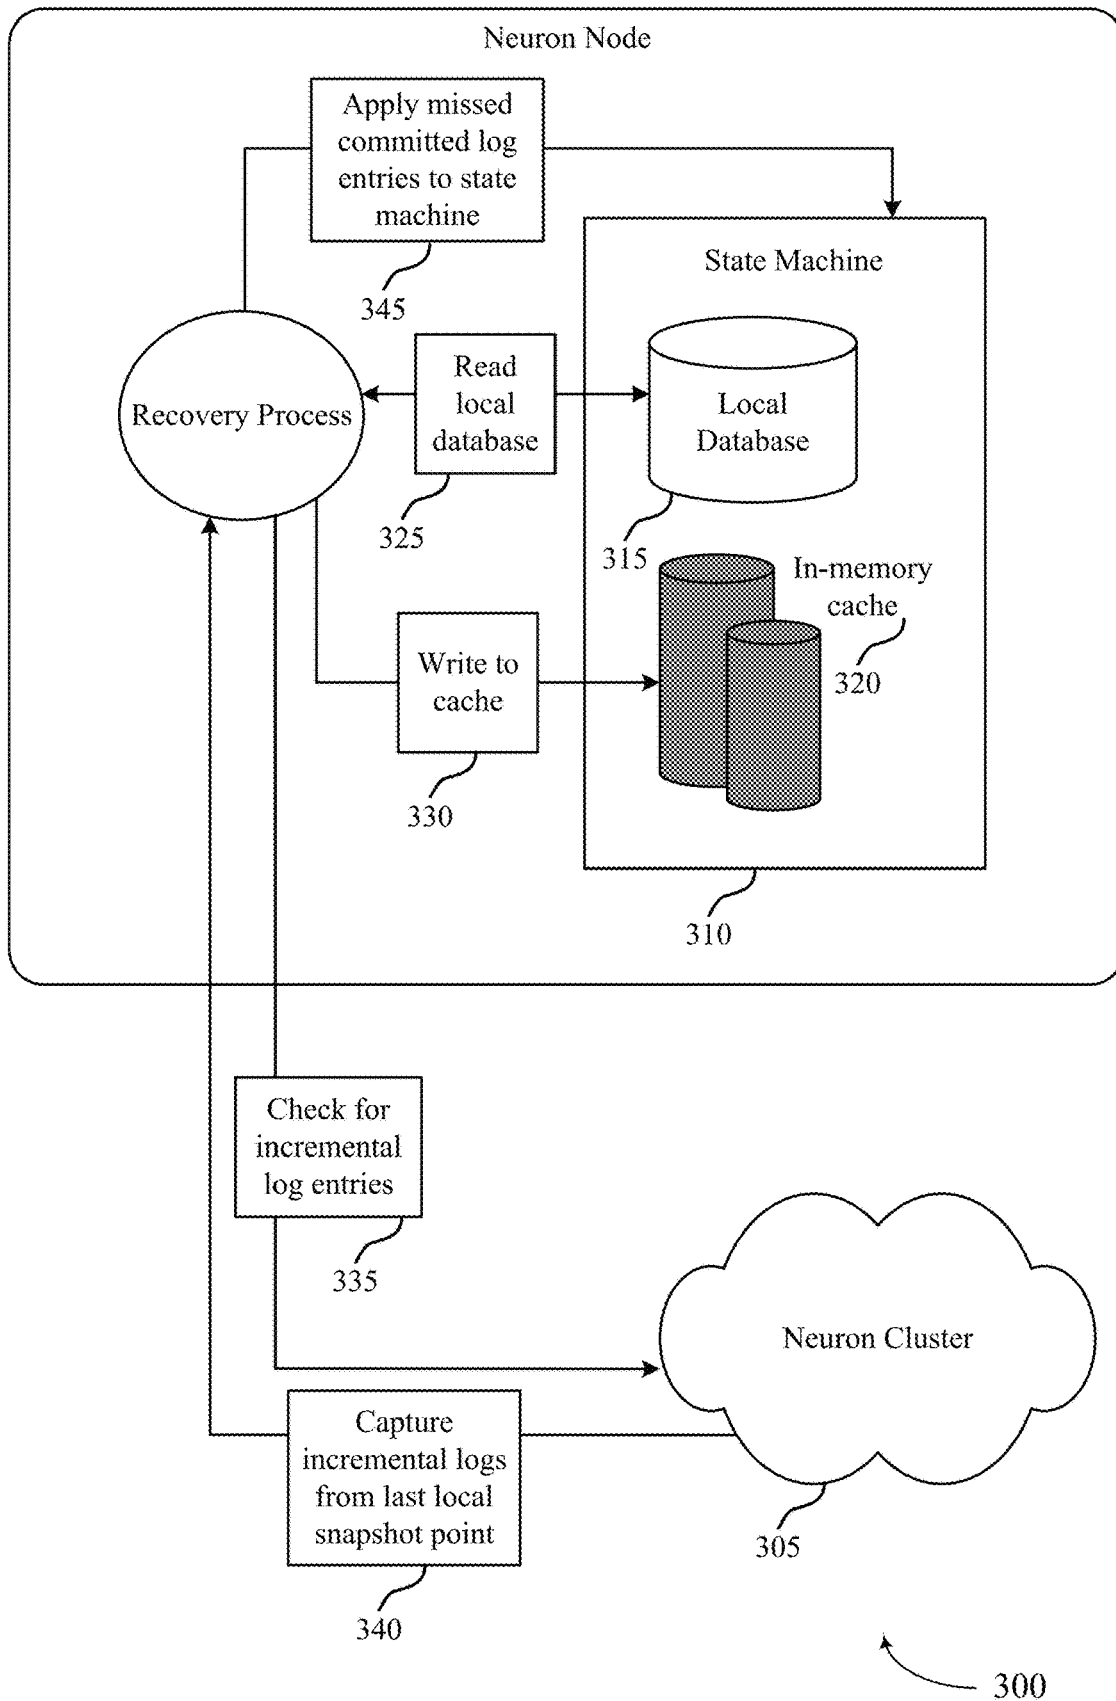 Neuron Node
Apply missed
committed log
entries to state
machine
345
State Machine
Recovery Process
Read
local
database
325
Local
Database
315
In-memory
cache
320
Write to
cache
330
310
Check for
incremental
log entries
335
Neuron Cluster
305
Capture
incremental logs
from last local
snapshot point
340
300